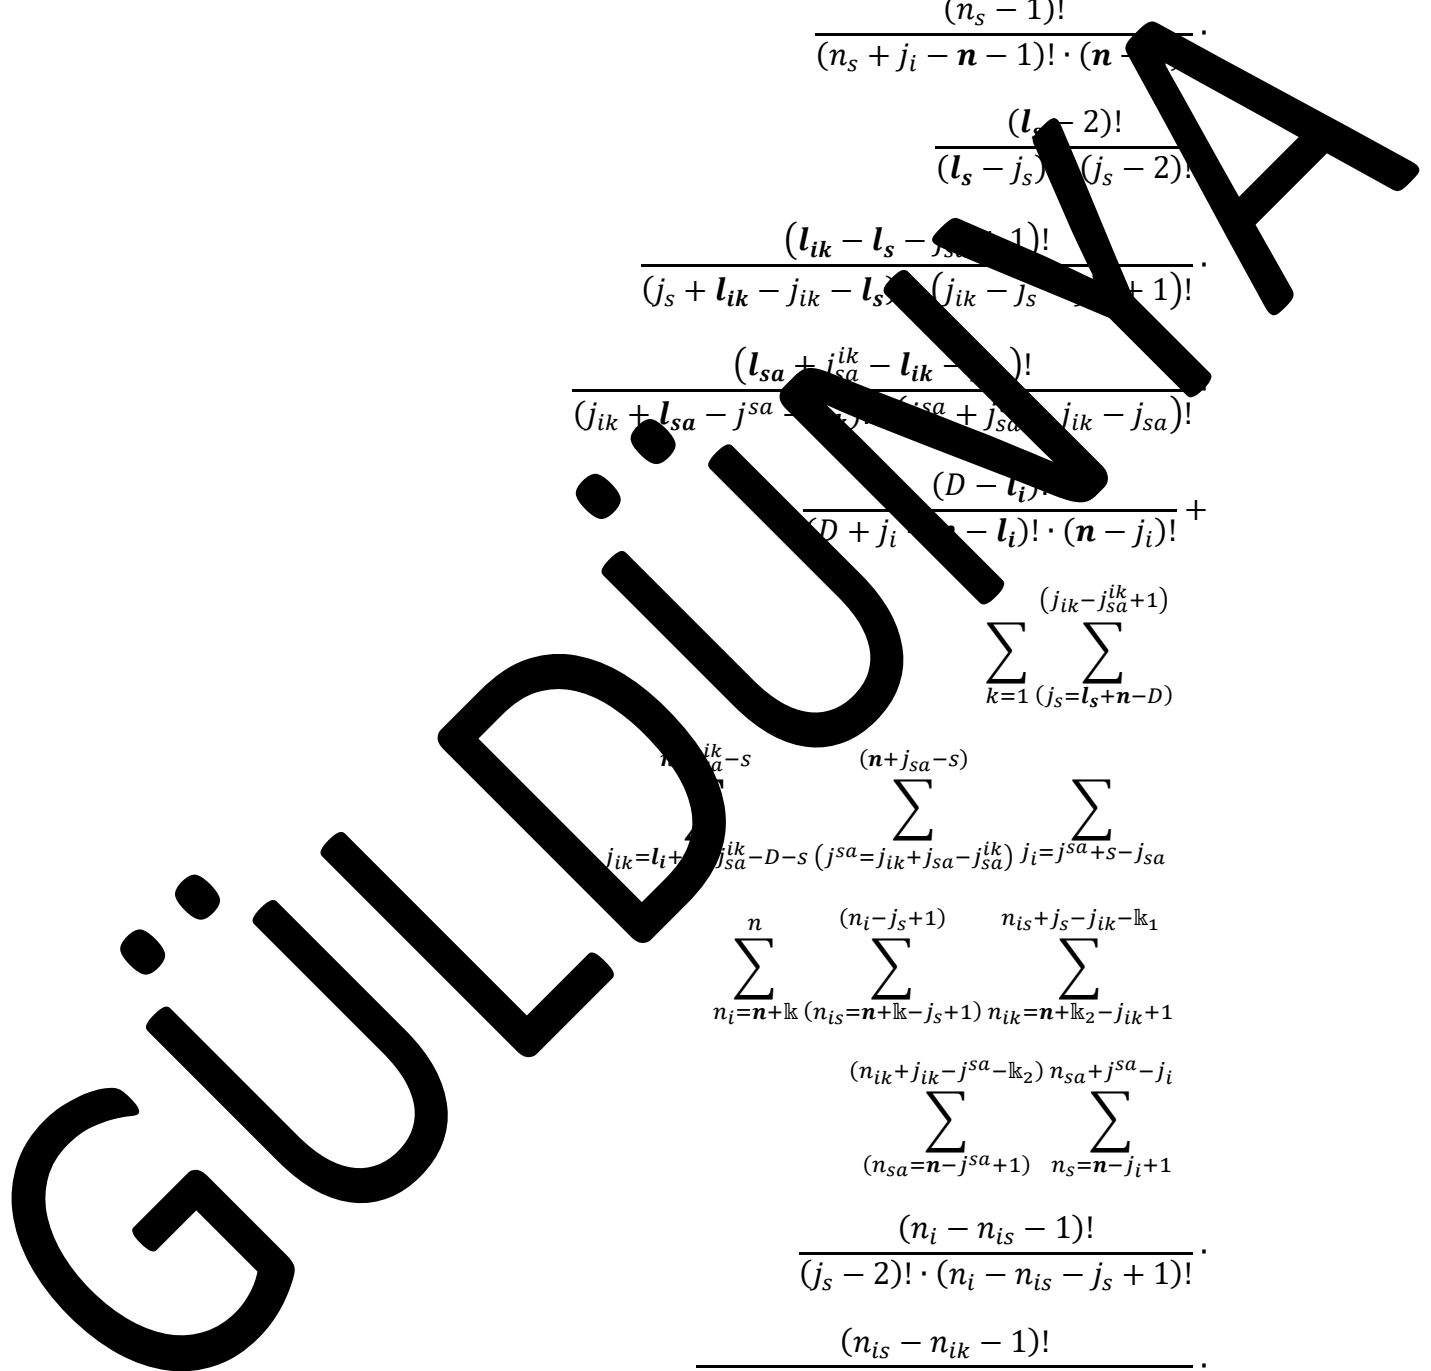 (n_s − 1)!
(n_s + j_i − n − 1)! · (n − ·
(l_s − 2)!
(l_s − j_s) (j_s − 2)!
(l_ik − l_s − 1)!
(j_s + l_ik − j_ik − l_s) (j_ik − j_s + 1)! ·
(l_sa + j_sa^ik − l_ik − )!
(j_ik + l_sa − j^sa − j^sa + j_sa j_ik − j_sa)!
(D − l_i)!
D + j_i − l_i)! · (n − j_i)! +
(j_ik−j_sa^ik+1)
∑ ∑
k=1 (j_s=l_s+n−D)
ik −s (n+j_sa−s)
∑ ∑ ∑
j_ik=l_i+ j_sa^ik−D−s (j^sa=j_ik+j_sa−j_sa^ik) j_i=j^sa+s−j_sa
n (n_i−j_s+1) n_is+j_s−j_ik−𝕜_1
∑ ∑ ∑
n_i=n+𝕜 (n_is=n+𝕜−j_s+1) n_ik=n+𝕜_2−j_ik+1
(n_ik+j_ik−j^sa−𝕜_2) n_sa+j^sa−j_i
∑ ∑
(n_sa=n−j^sa+1) n_s=n−j_i+1
(n_i − n_is − 1)!
(j_s − 2)! · (n_i − n_is − j_s + 1)! ·
(n_is − n_ik − 1)! ·
GÜLDÜNYA